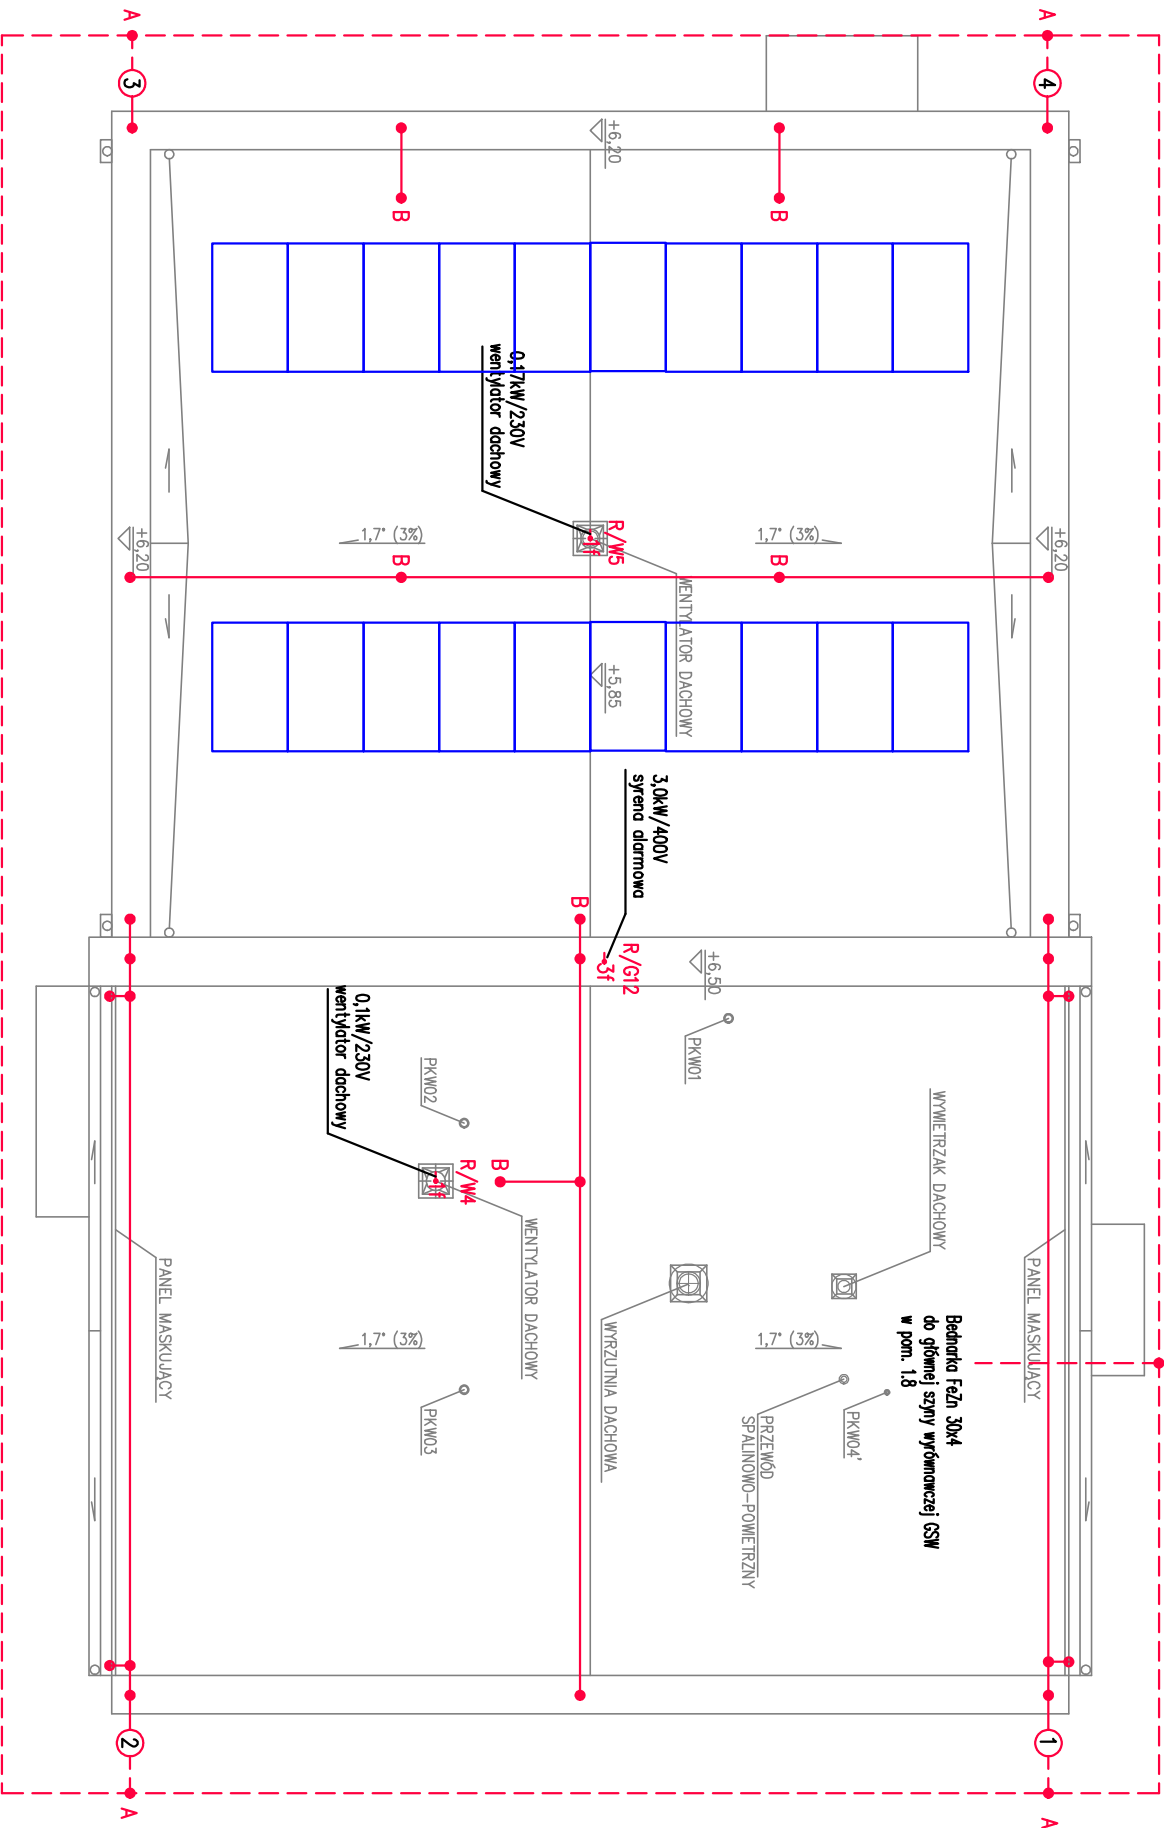 A
A
3
4
+6,20
B
B
0,17kW/230V
wentylator dachowy
R/W5
1f
1,7° (3%)
1,7° (3%)
+6,20
+6,20
B
B
WENTYLATOR DACHOWY
+5,85
3,0kW/400V
syrena alarmowa
B
R/G12
3f
+6,50
0,1kW/230V
wentylator dachowy
PKW02
PKW01
R/W4
1f
B
WYWIETRZAK DACHOWY
WENTYLATOR DACHOWY
PANEL MASKUJĄCY
PANEL MASKUJĄCY
WYRZUTNIA DACHOWA
1,7° (3%)
1,7° (3%)
Bednarka FeZn 30x4
do głównej szyny wyrównawczej GSW
w pom. 1.8
PKW03
PKW04'
PRZEWÓD
SPALINOWO-POWIETRZNY
2
1
A
A